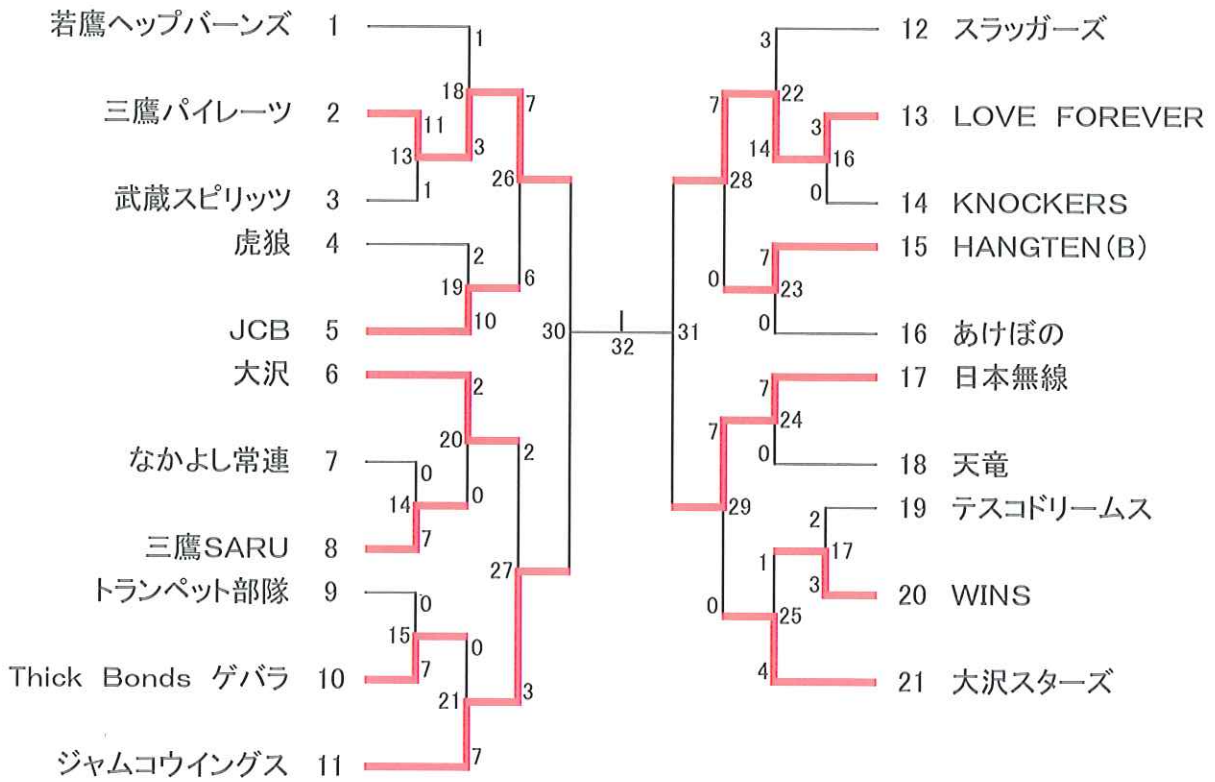 若鷹ヘップバーンズ 1
三鷹パイレーツ 2
武蔵スピリッツ 3
虎狼 4
JCB 5
大沢 6
なかよし常連 7
三鷹SARU 8
トランペット部隊 9
Thick Bonds ゲバラ 10
ジャムコウイングス 11
1
18
7
11
13
3
1
26
2
19
6
10
2
20
2
0
14
0
7
27
0
15
0
7
21
3
7
30
32
31
3
7
22
3
14
16
28
0
7
0
23
0
7
7
24
0
29
2
1
17
3
0
25
4
12 スラッガーズ
13 LOVE FOREVER
14 KNOCKERS
15 HANGTEN(B)
16 あけぼの
17 日本無線
18 天竜
19 テスコドリームス
20 WINS
21 大沢スターズ